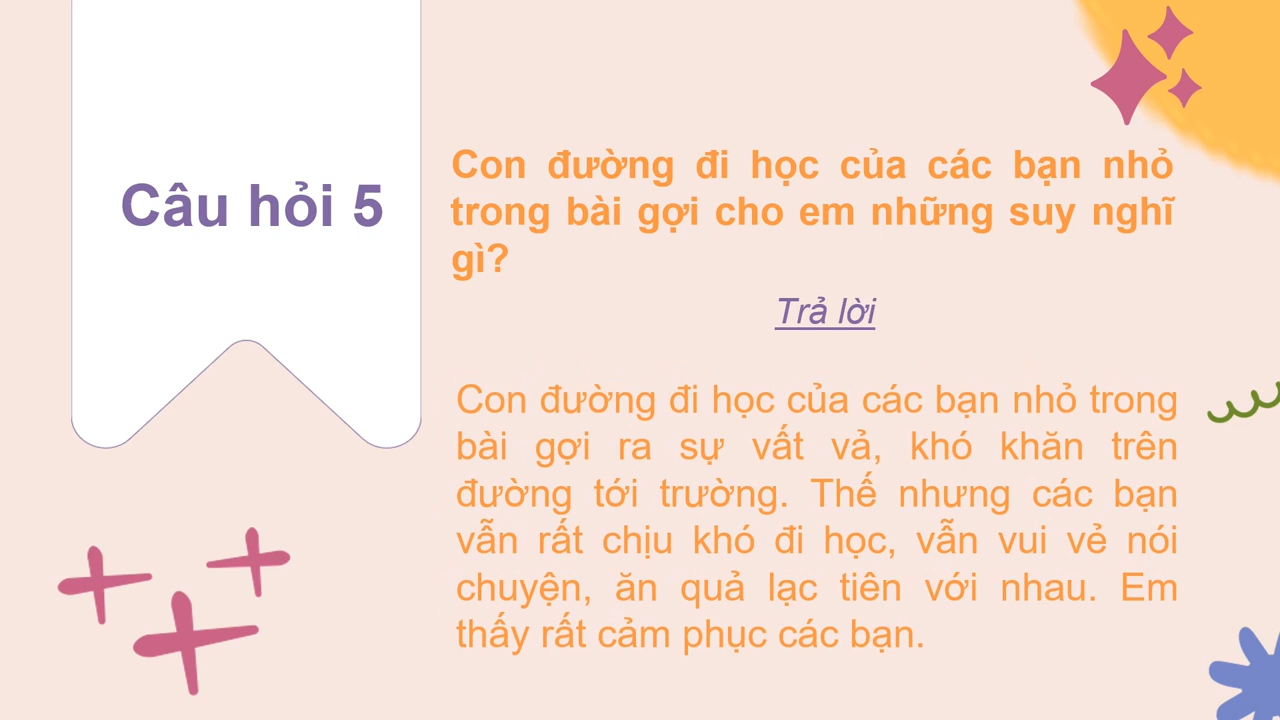 Câu hỏi 5
Con đường đi học của các bạn nhỏ
trong bài gợi cho em những suy nghĩ
gì?
Trả lời
Con đường đi học của các bạn nhỏ trong
bài gợi ra sự vất vả, khó khăn trên
đường tới trường. Thế nhưng các bạn
vẫn rất chịu khó đi học, vẫn vui vẻ nói
chuyện, ăn quả lạc tiên với nhau. Em
thấy rất cảm phục các bạn.